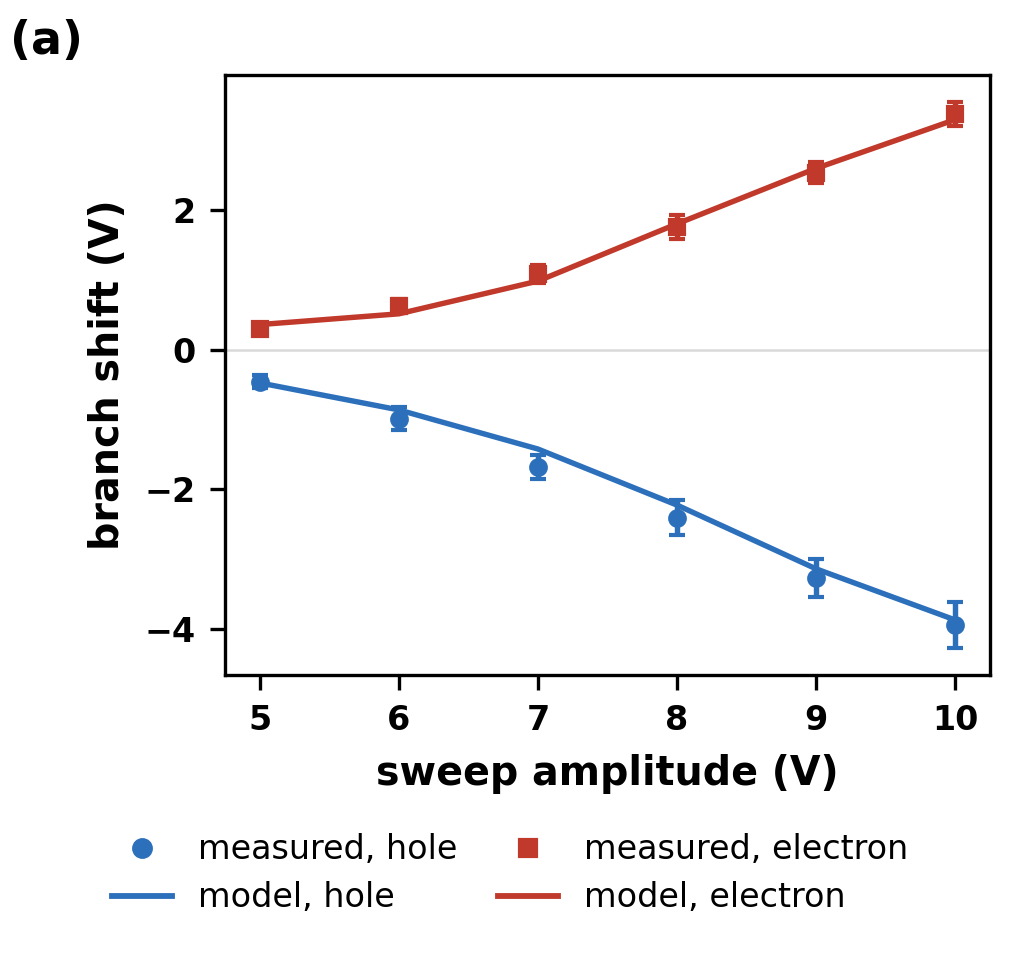 (a)
branch shift (V)
2
0
−2
−4
5 6 7 8 9 10
sweep amplitude (V)
measured, hole measured, electron
model, hole model, electron